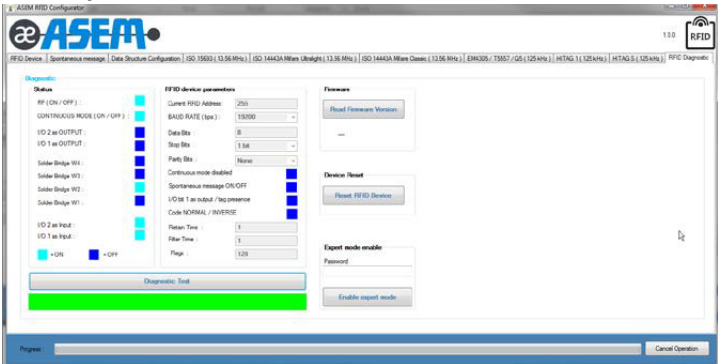 ASEM RFID Configurator
æ ASEM
1.0.0
RFID
RFID Device
Spontaneous message
Data Structure Configuration
ISO 15693 ( 13.56 MHz )
ISO 14443A Mifare Ultralight ( 13.56 MHz )
ISO 14443A Mifare Classic ( 13.56 MHz )
EM4305 / T5557 / Q5 ( 125 kHz )
HITAG 1 ( 125 kHz )
HITAG S ( 125 kHz )
RFID Diagnostic
Diagnostic
Status
RF ( ON / OFF ) :
CONTINUOUS MODE ( ON / OFF ) :
I/O 2 as OUTPUT :
I/O 1 as OUTPUT :
Solder Bridge W4 :
Solder Bridge W3 :
Solder Bridge W2 :
Solder Bridge W1 :
I/O 2 as Input :
I/O 1 as Input :
= ON
= OFF
RFID device parameters
Current RFID Address 255
BAUD RATE ( bps ) : 19200
Data Bits : 8
Stop Bits : 1 bit
Parity Bits : None
Continuous mode disabled
Spontaneous message ON/OFF
I/O bit 1 as output / tag presence
Code NORMAL / INVERSE
Retain Time : 1
Filter Time : 1
Flags : 128
Firmware
Read Firmware Version
---
Device Reset
Reset RFID Device
Expert mode enable
Password
Enable expert mode
Diagnostic Test
Progress :
Cancel Operation